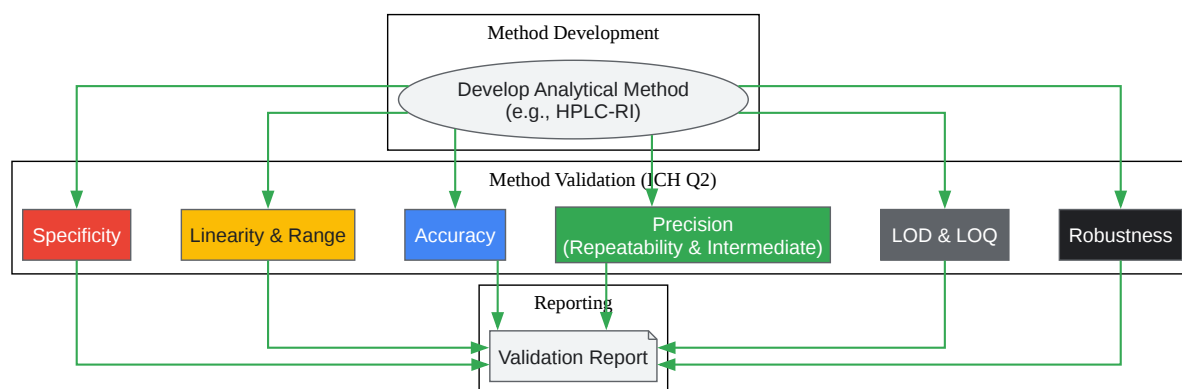 Method Development
Develop Analytical Method
(e.g., HPLC-RI)
Method Validation (ICH Q2)
Specificity
Linearity & Range
Accuracy
Precision
(Repeatability & Intermediate)
LOD & LOQ
Robustness
Reporting
Validation Report